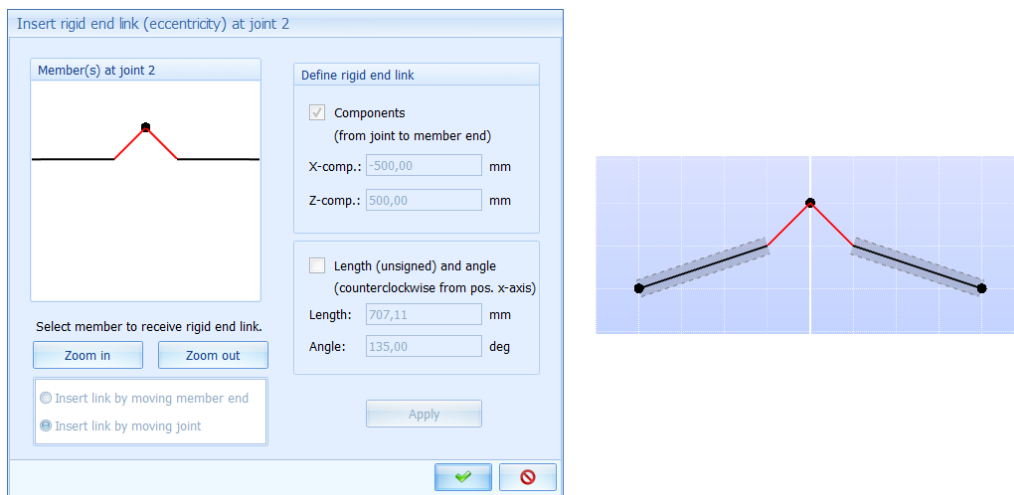 Insert rigid end link (eccentricity) at joint 2
Member(s) at joint 2
Select member to receive rigid end link.
Zoom in
Zoom out
Insert link by moving member end
Insert link by moving joint
Define rigid end link
Components
(from joint to member end)
X-comp.: -500,00 mm
Z-comp.: 500,00 mm
Length (unsigned) and angle
(counterclockwise from pos. x-axis)
Length: 707,11 mm
Angle: 135,00 deg
Apply